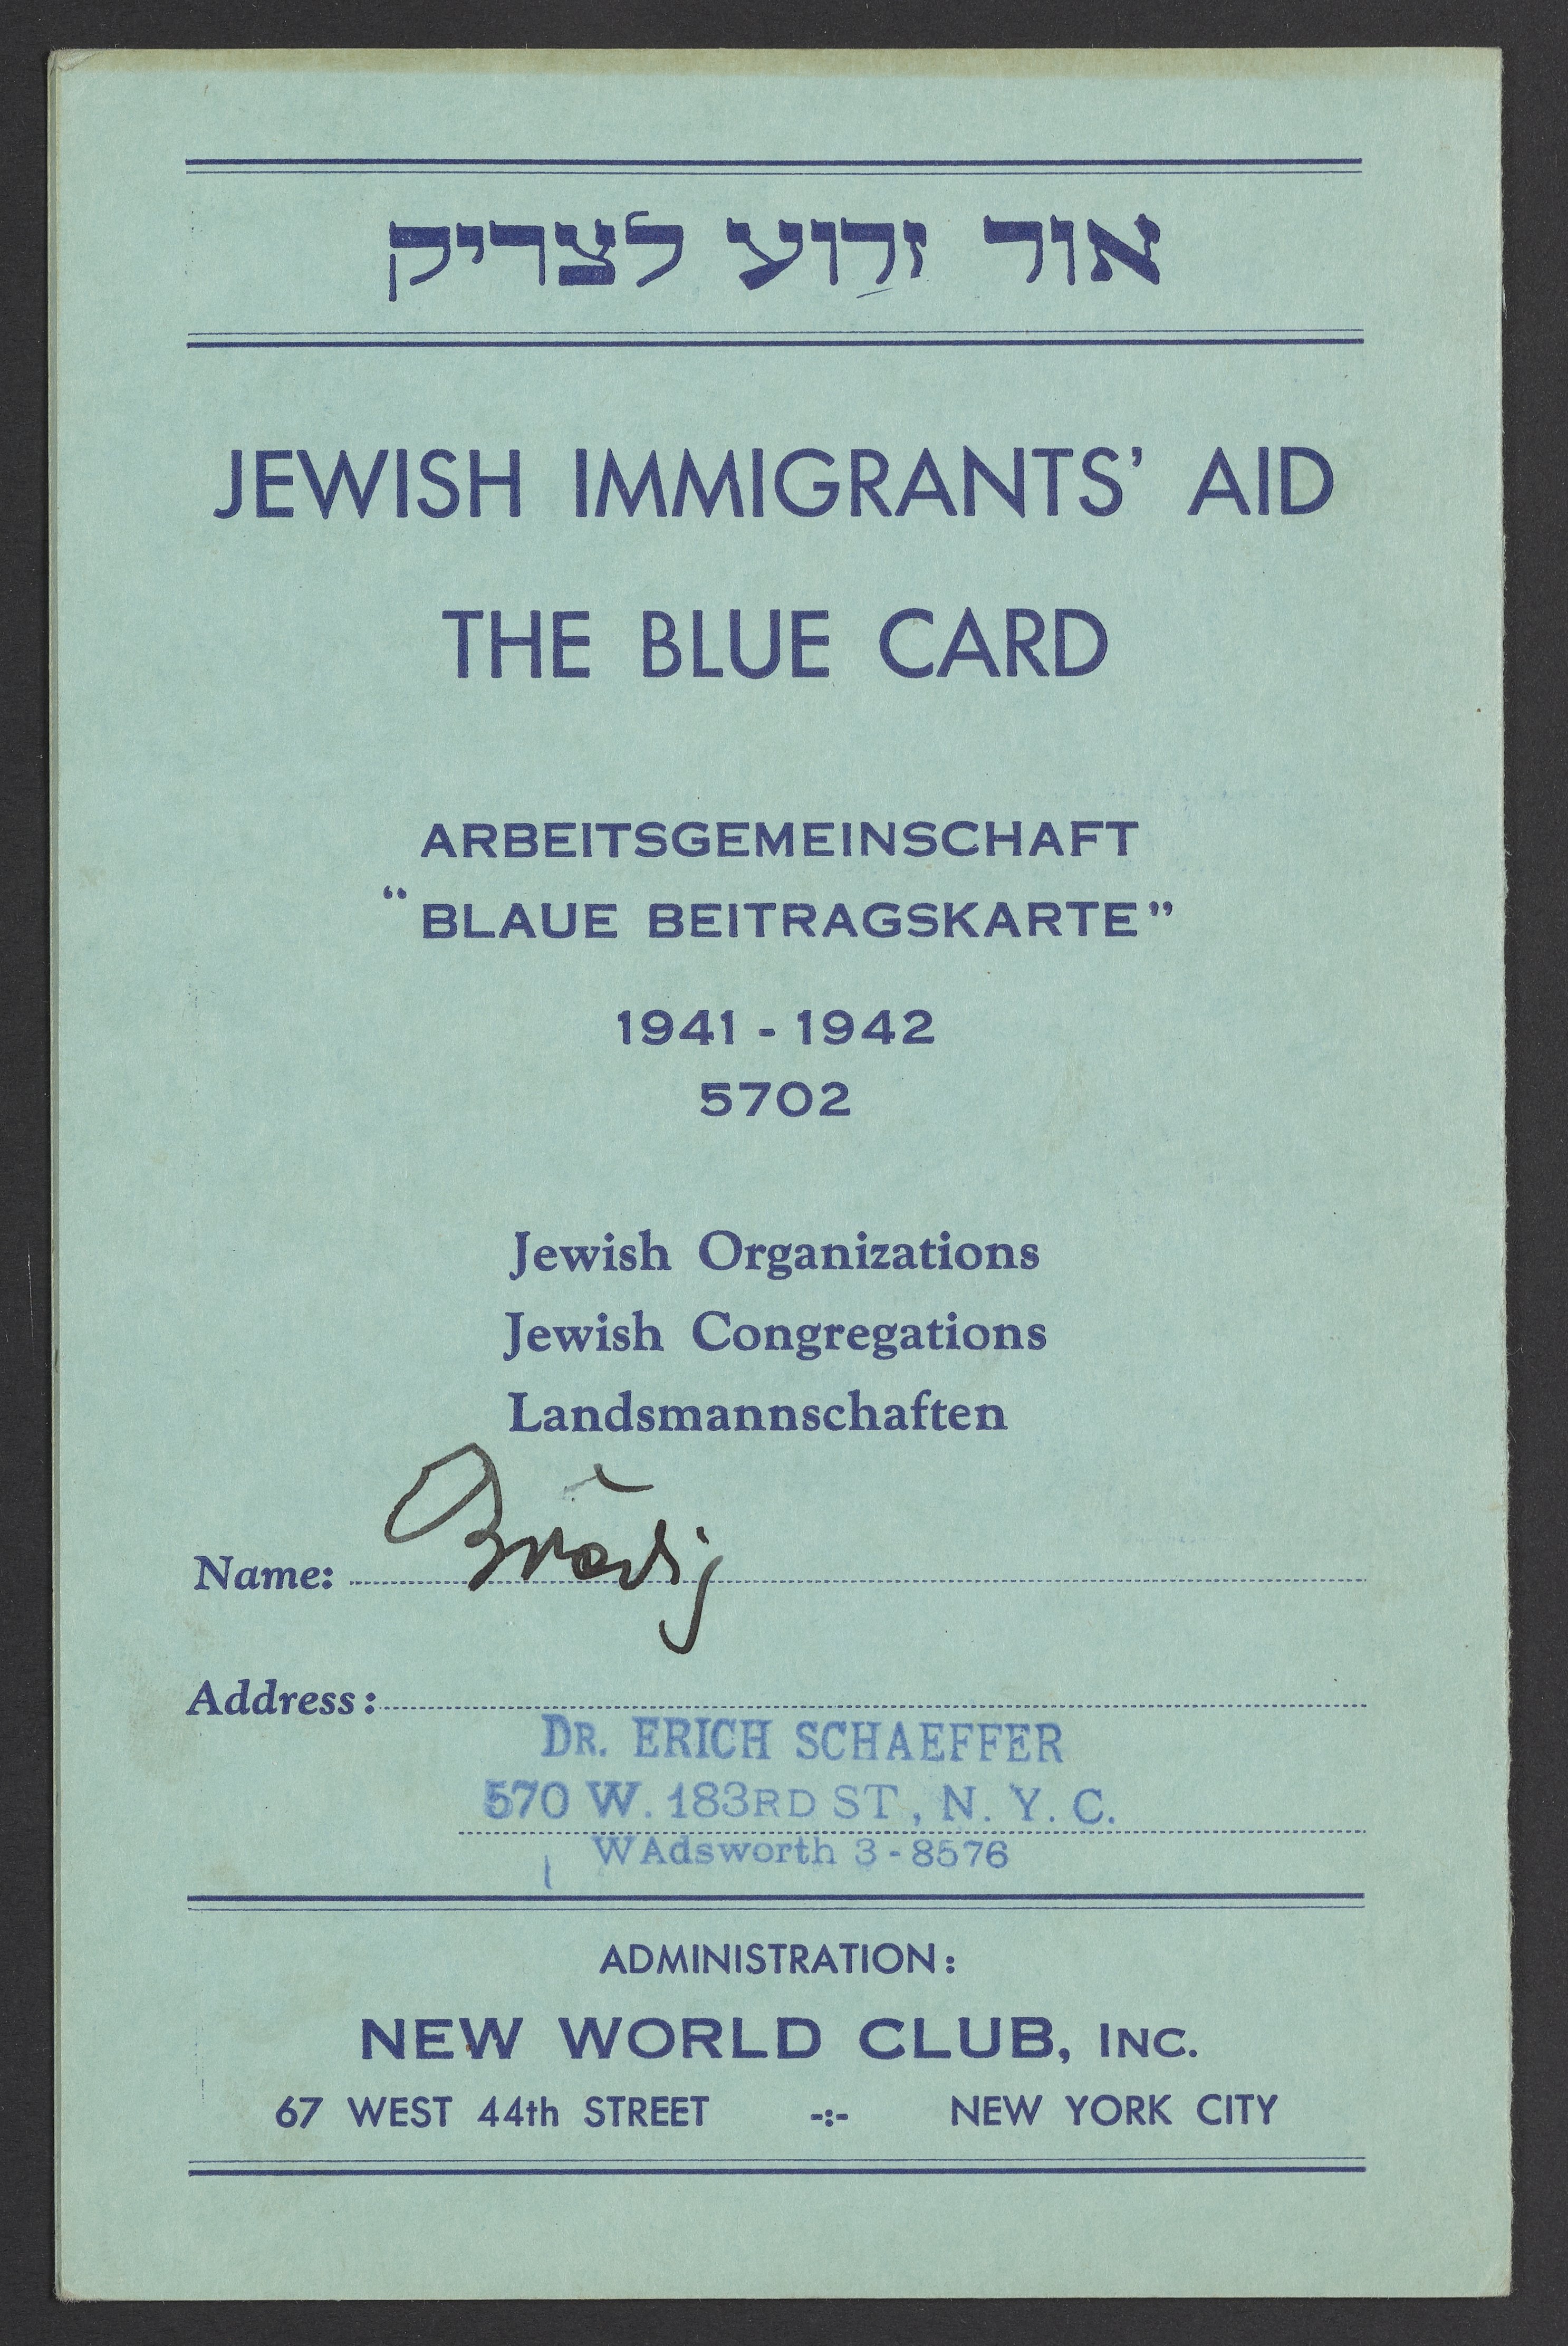 אור זרוע לצדיק
JEWISH IMMIGRANTS' AID
THE BLUE CARD
ARBEITSGEMEINSCHAFT
"BLAUE BEITRAGSKARTE"
1941 - 1942
5702
Jewish Organizations
Jewish Congregations
Landsmannschaften
Name:
Address:
DR. ERICH SCHAEFFER
570 W. 183RD ST, N. Y. C.
WAdsworth 3-8576
ADMINISTRATION:
NEW WORLD CLUB, INC.
67 WEST 44th STREET -:- NEW YORK CITY